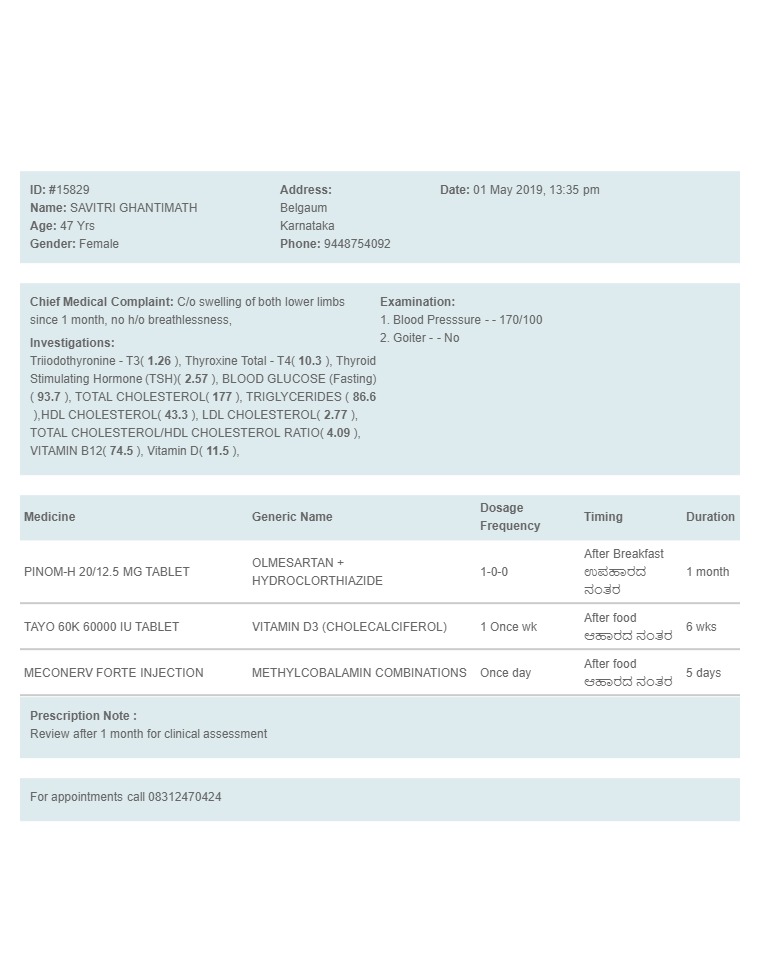 ID: #15829
Name: SAVITRI GHANTIMATH
Age: 47 Yrs
Gender: Female
Address:
Belgaum
Karnataka
Phone: 9448754092
Date: 01 May 2019, 13:35 pm
Chief Medical Complaint: C/o swelling of both lower limbs
since 1 month, no h/o breathlessness,
Investigations:
Triiodothyronine - T3( 1.26 ), Thyroxine Total - T4( 10.3 ), Thyroid
Stimulating Hormone (TSH)( 2.57 ), BLOOD GLUCOSE (Fasting)
( 93.7 ), TOTAL CHOLESTEROL( 177 ), TRIGLYCERIDES ( 86.6
),HDL CHOLESTEROL( 43.3 ), LDL CHOLESTEROL( 2.77 ),
TOTAL CHOLESTEROL/HDL CHOLESTEROL RATIO( 4.09 ),
VITAMIN B12( 74.5 ), Vitamin D( 11.5 ),
Examination:
1. Blood Presssure - - 170/100
2. Goiter - - No
Medicine Generic Name Dosage Frequency Timing Duration
PINOM-H 20/12.5 MG TABLET OLMESARTAN + HYDROCLORTHIAZIDE 1-0-0 After Breakfast ಉಪಹಾರದ ನಂತರ 1 month
TAYO 60K 60000 IU TABLET VITAMIN D3 (CHOLECALCIFEROL) 1 Once wk After food ಆಹಾರದ ನಂತರ 6 wks
MECONERV FORTE INJECTION METHYLCOBALAMIN COMBINATIONS Once day After food ಆಹಾರದ ನಂತರ 5 days
Prescription Note :
Review after 1 month for clinical assessment
For appointments call 08312470424